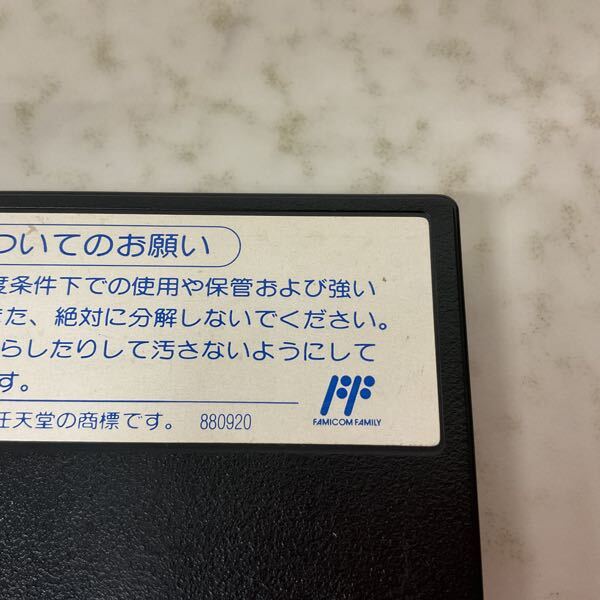 ついてのお願い
度条件下での使用や保管および強い
また、絶対に分解しないでください。
らしたりして汚さないようにして
す。
任天堂の商標です。 880920
FAMICOM FAMILY